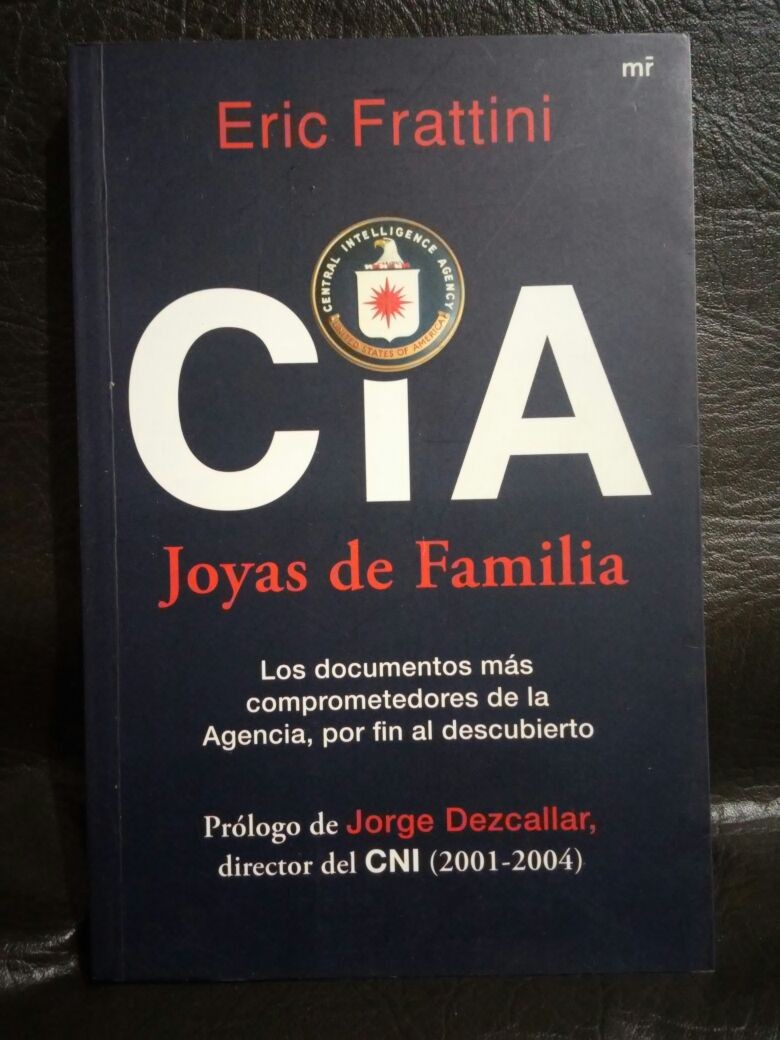 mr̄
Eric Frattini
CENTRAL INTELLIGENCE AGENCY
UNITED STATES OF AMERICA
CiA
Joyas de Familia
Los documentos más
comprometedores de la
Agencia, por fin al descubierto
Prólogo de Jorge Dezcallar,
director del CNI (2001-2004)